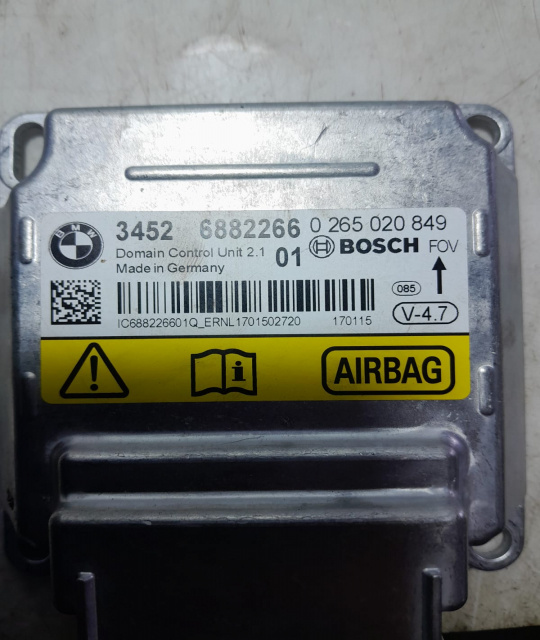 BMW
3452 6882266 0 265 020 849
Domain Control Unit 2.1 01 BOSCH FOV
Made in Germany
085
V-4.7
IC688226601Q_ERNL1701502720 170115
AIRBAG